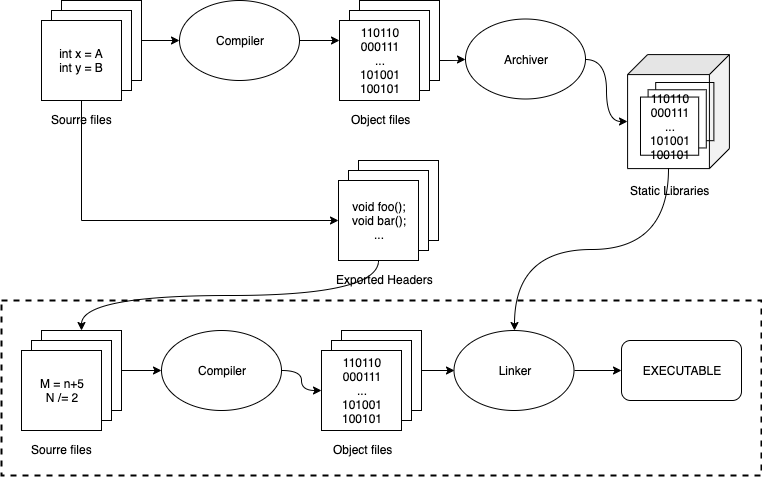 int x = A
int y = B
Sourre files
Compiler
110110
000111
...
101001
100101
Object files
Archiver
110110
000111
...
101001
100101
Static Libraries
void foo();
void bar();
...
Exported Headers
M = n+5
N /= 2
Sourre files
Compiler
110110
000111
...
101001
100101
Object files
Linker
EXECUTABLE